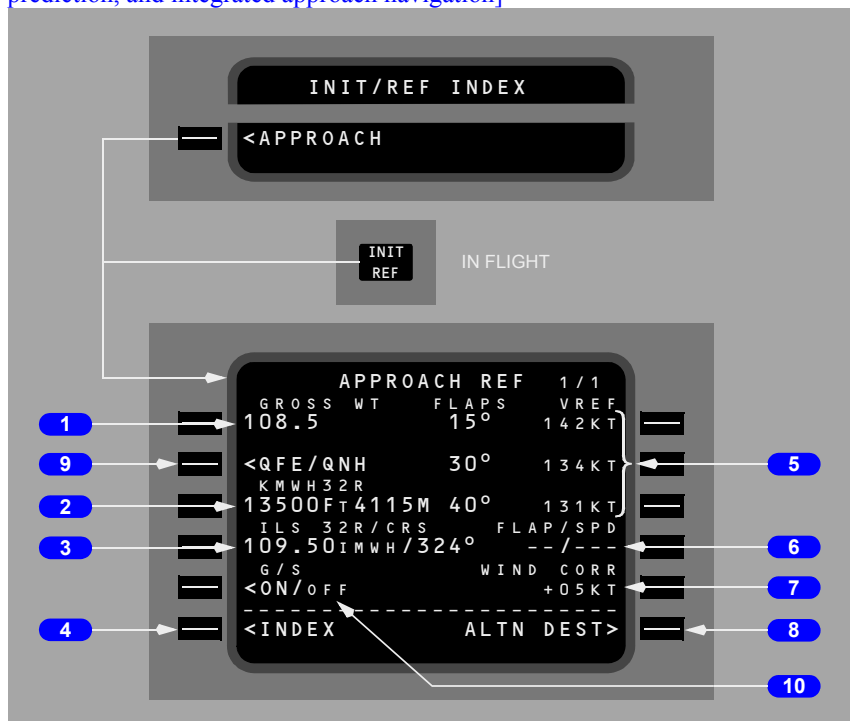 prediction, and integrated approach navigation]
INIT/REF INDEX
<APPROACH
INIT
REF
IN FLIGHT
APPROACH REF 1/1
GROSS WT FLAPS VREF
1 108.5 15° 142KT
9 <QFE/QNH 30° 134KT 5
KMWH32R
2 13500FT4115M 40° 131KT
ILS 32R/CRS FLAP/SPD
3 109.50IMWH/324° --/--- 6
G/S WIND CORR
<ON/OFF +05KT 7
------------------------
4 <INDEX ALTN DEST> 8
10